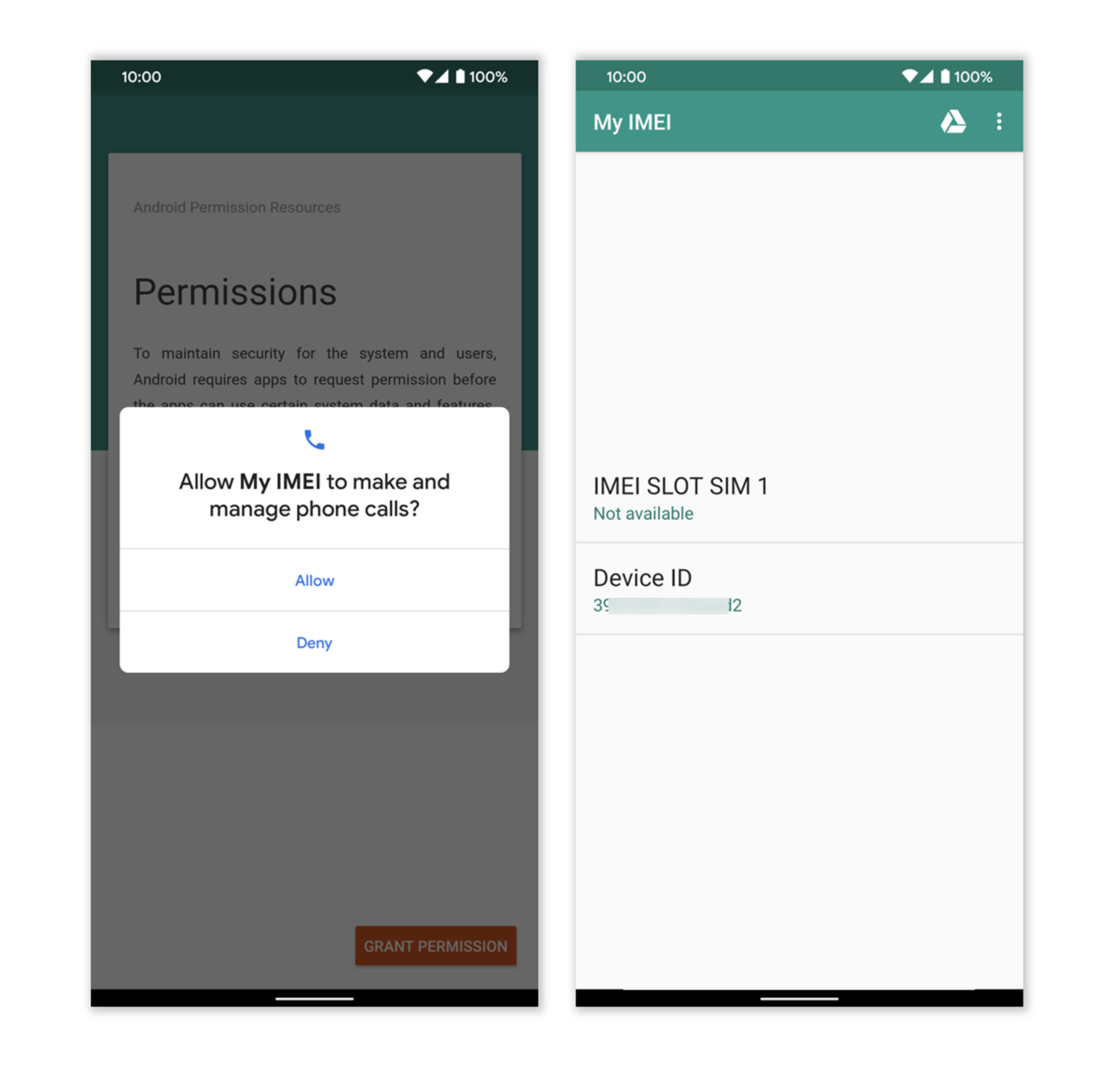 10:00
100%
Android Permission Resources
Permissions
To maintain security for the system and users,
Android requires apps to request permission before
the apps can use certain system data and features.
Allow My IMEI to make and
manage phone calls?
Allow
Deny
GRANT PERMISSION
10:00
100%
My IMEI
IMEI SLOT SIM 1
Not available
Device ID
39 d2